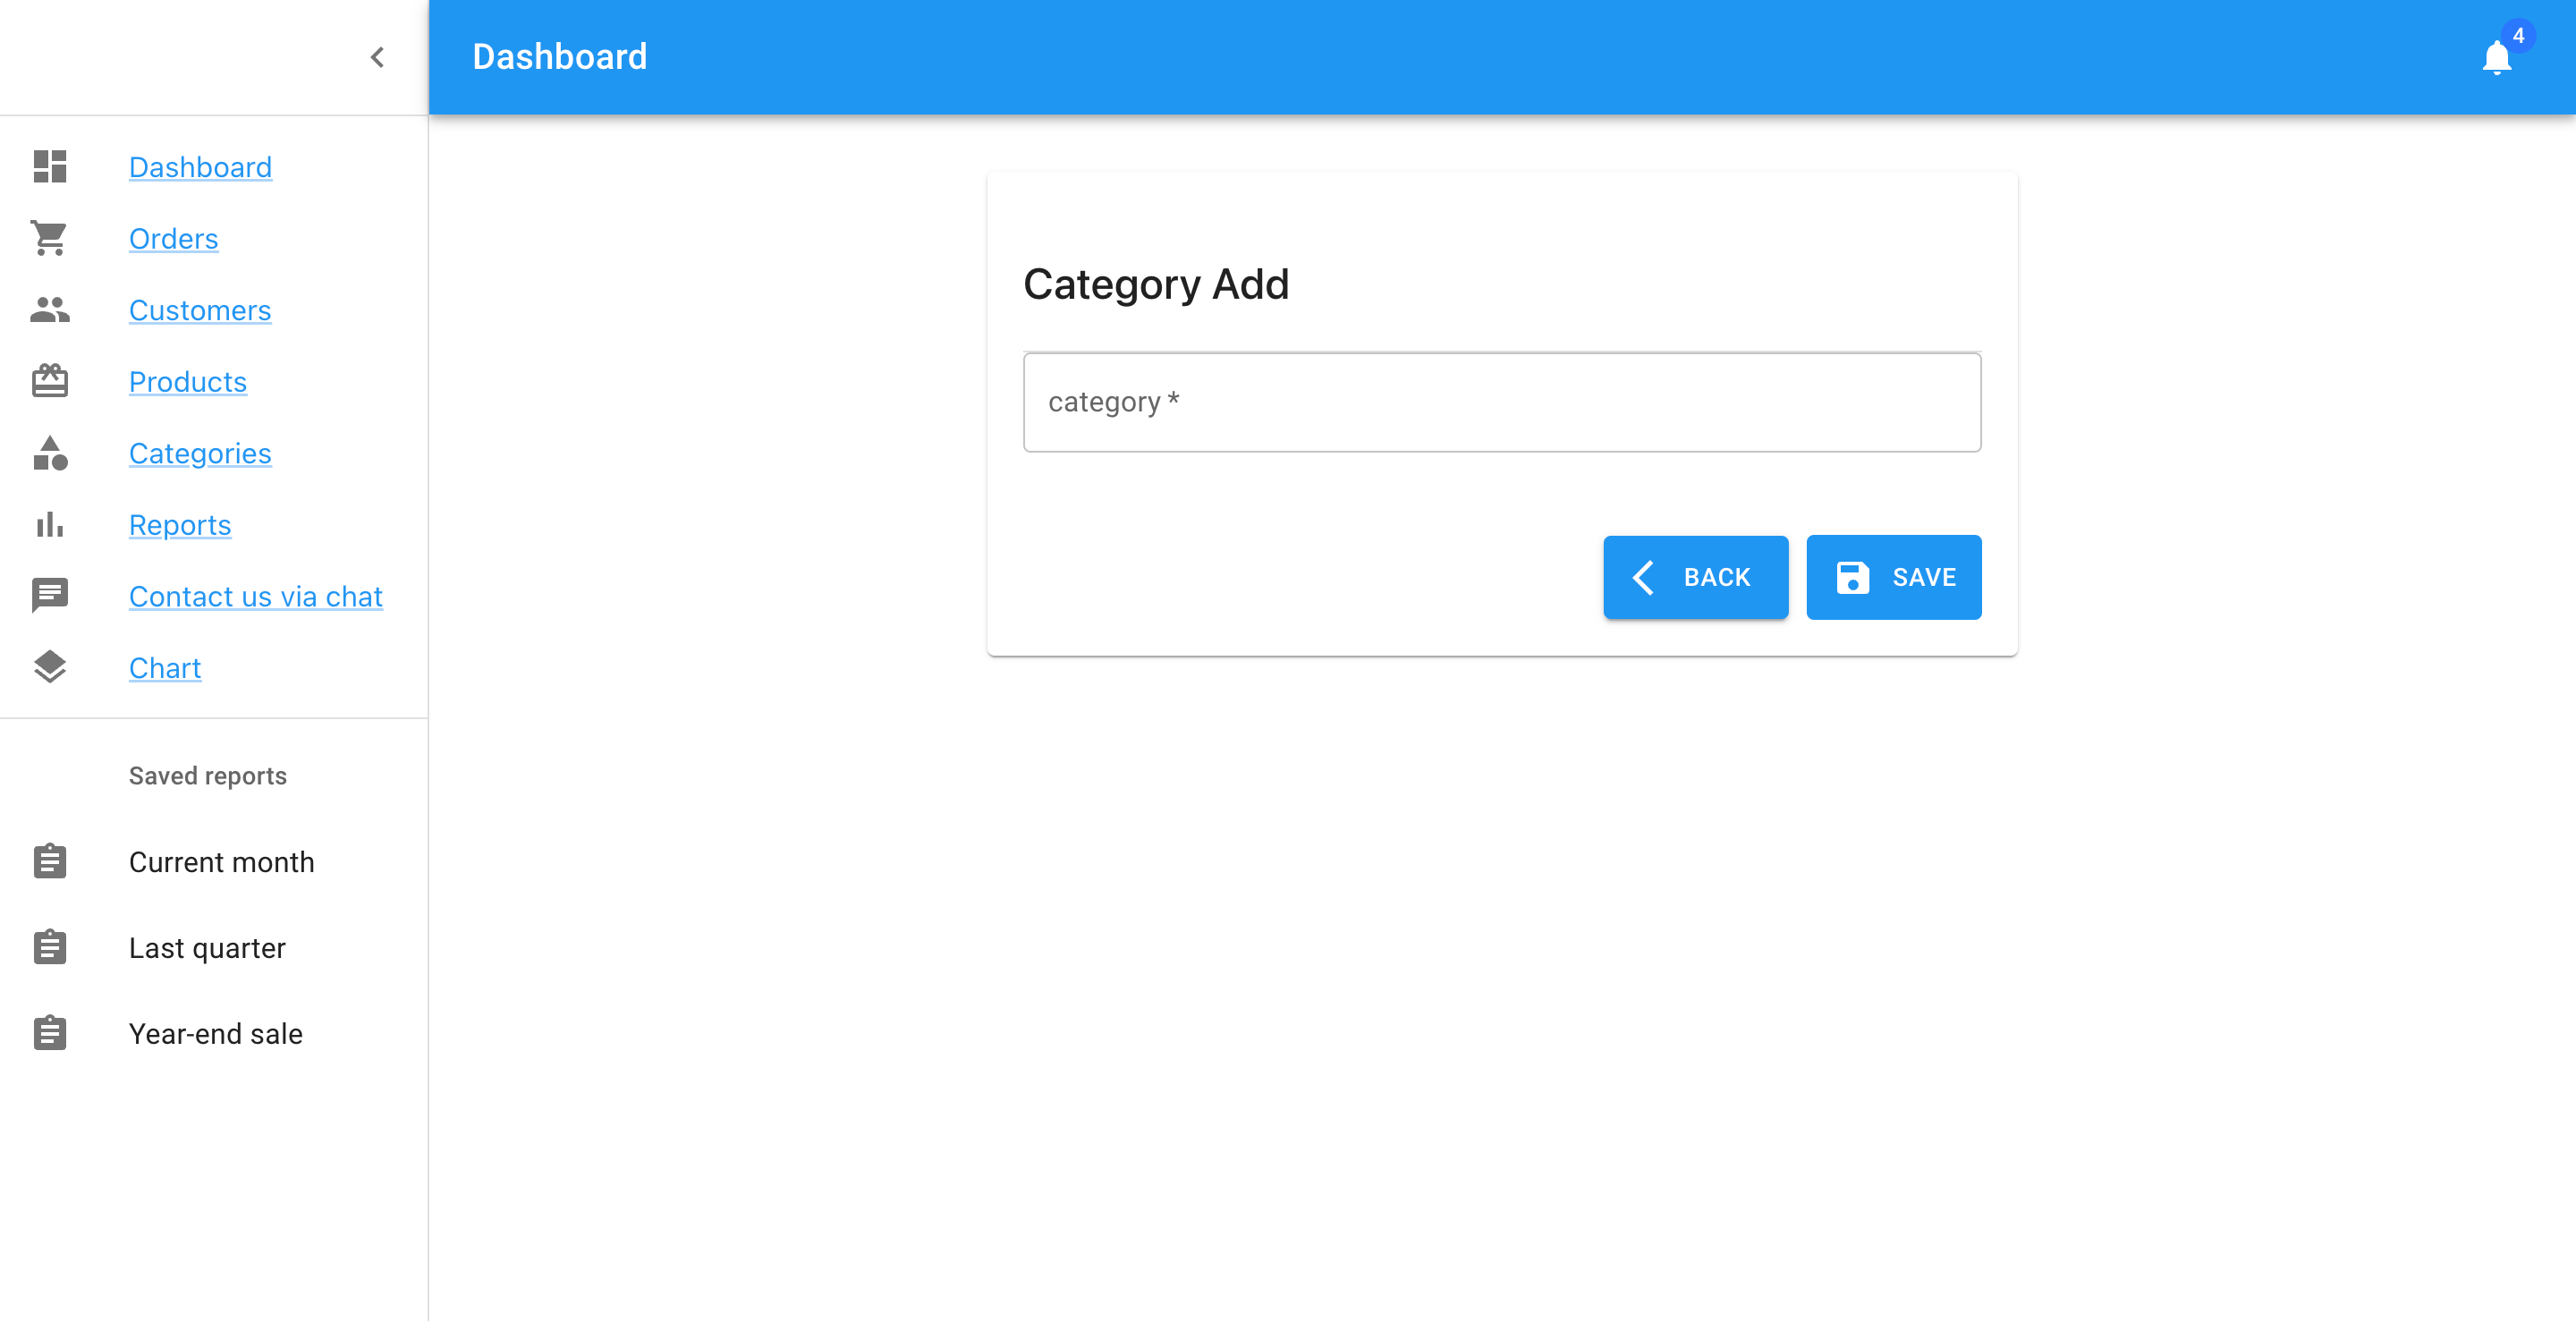 Dashboard
4
Dashboard
Orders
Customers
Products
Categories
Reports
Contact us via chat
Chart
Saved reports
Current month
Last quarter
Year-end sale
Category Add
category *
BACK
SAVE